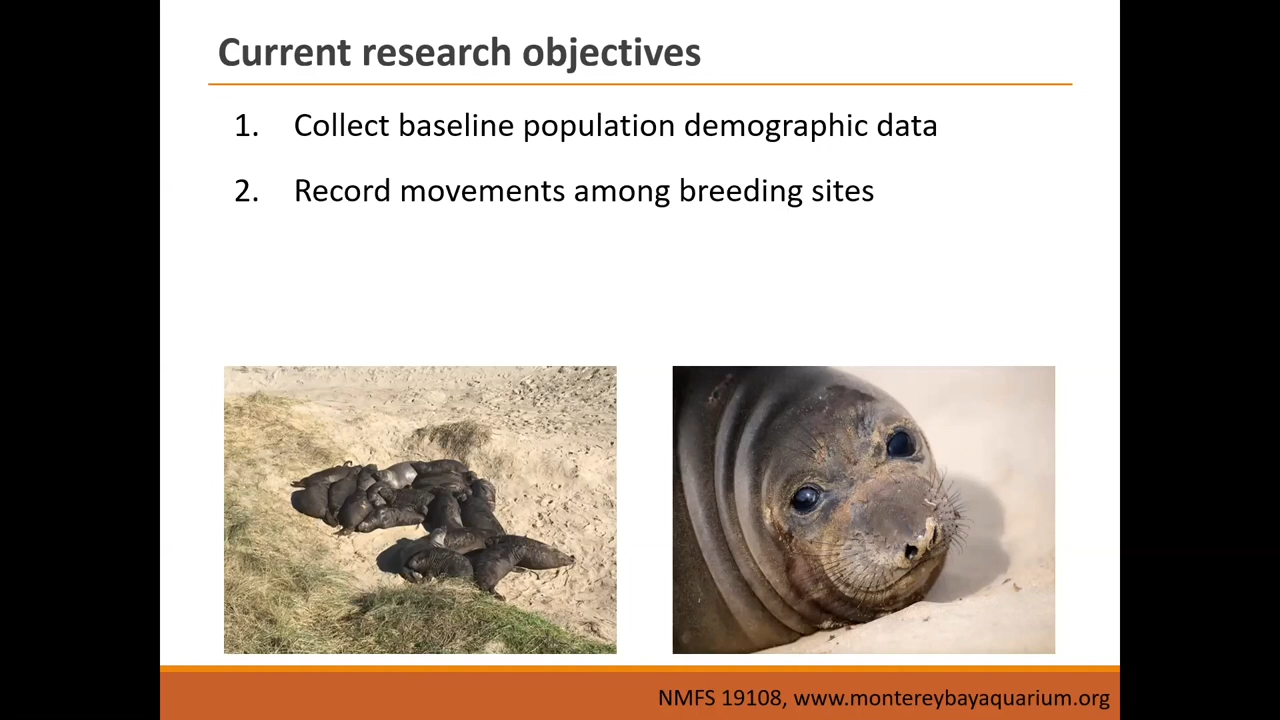 Current research objectives
1. Collect baseline population demographic data
2. Record movements among breeding sites
NMFS 19108, www.montereybayaquarium.org